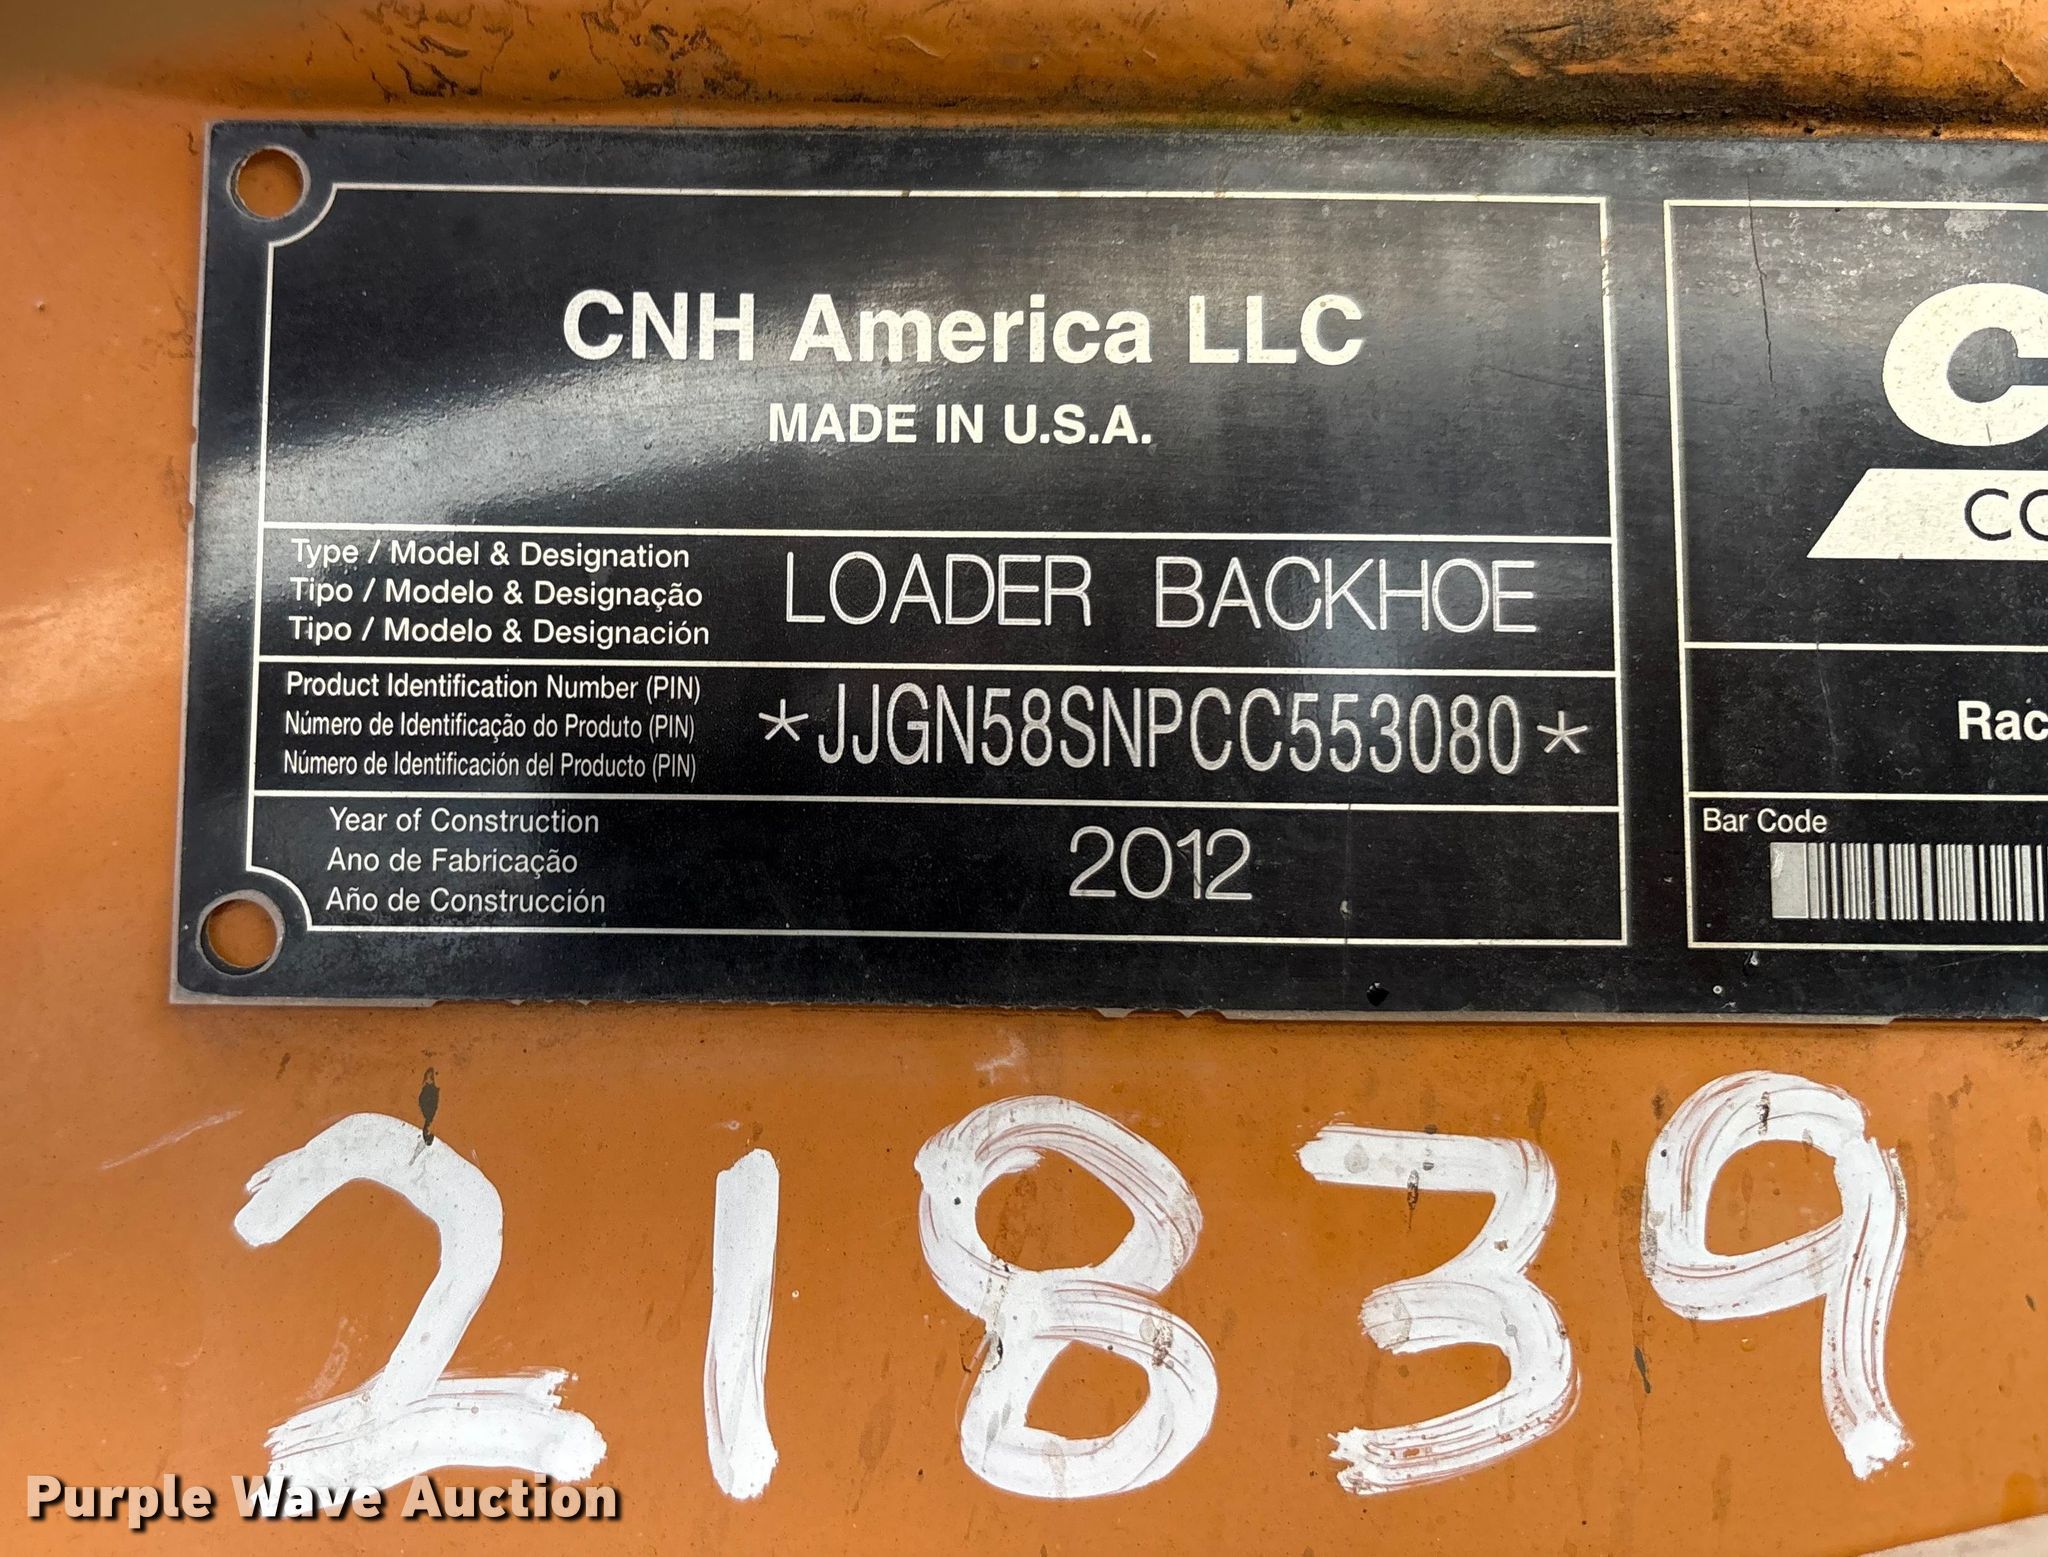 CNH America LLC
MADE IN U.S.A.
Type / Model & Designation
Tipo / Modelo & Designação
Tipo / Modelo & Designación
LOADER BACKHOE
Product Identification Number (PIN)
Número de Identificação do Produto (PIN)
Número de Identificación del Producto (PIN)
*JJGN58SNPCC553080*
Year of Construction
Ano de Fabricação
Año de Construcción
2012
Bar Code
21839
Purple Wave Auction